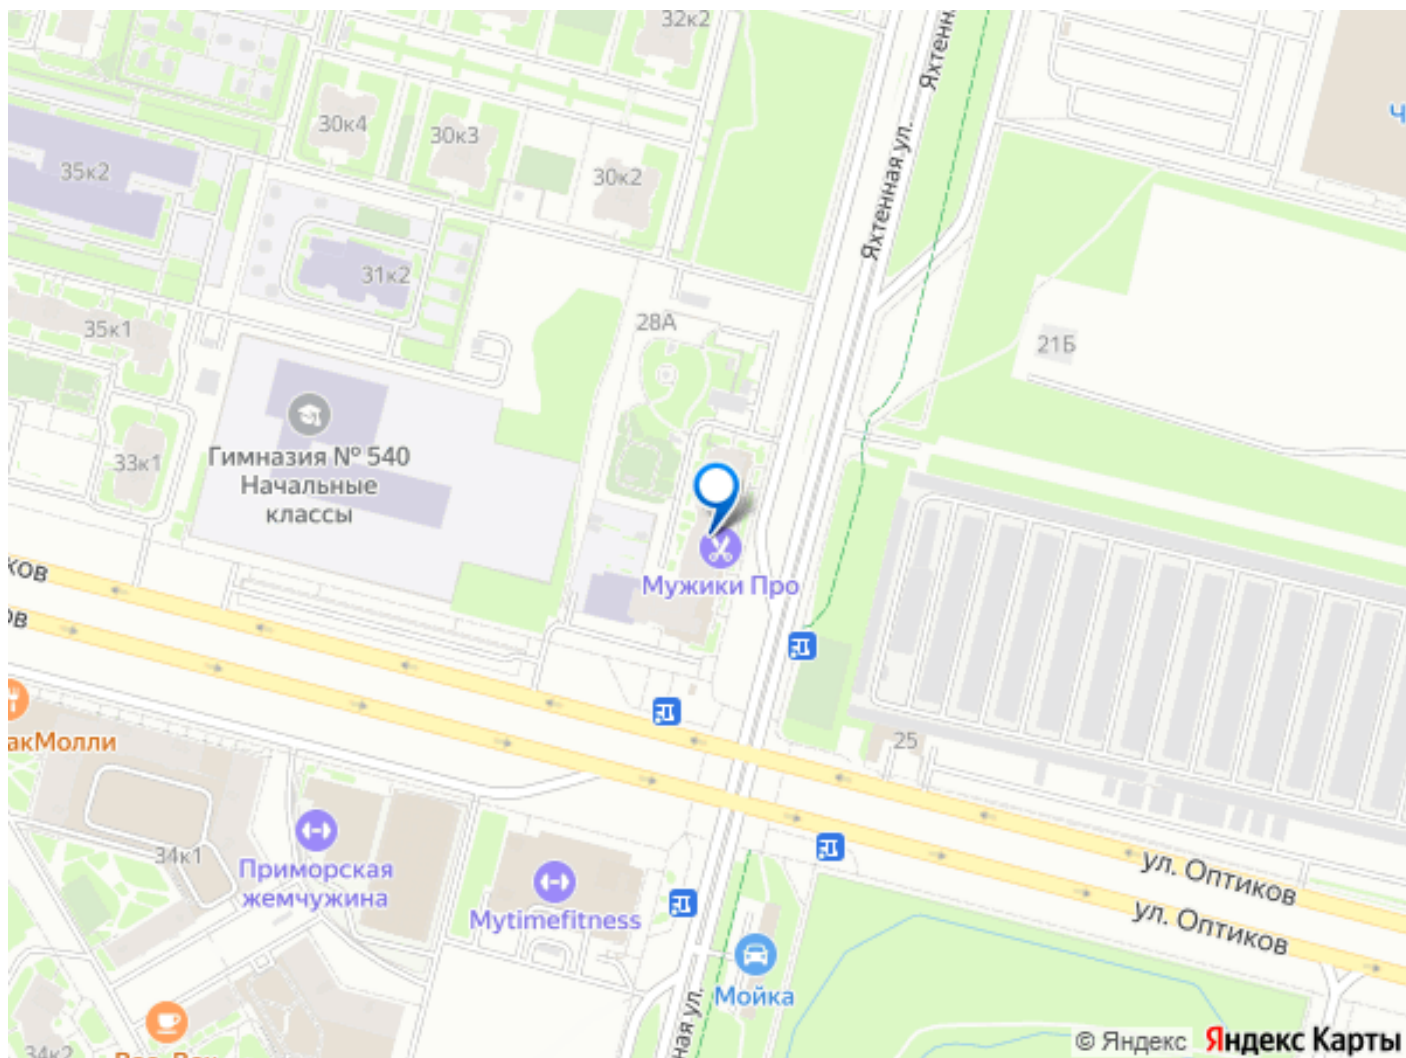 32к2
Яхтенн
Ч
30к4
30к3
30к2
35к2
Яхтенная ул.
31к2
28А
35к1
21Б
Гимназия № 540
Начальные
классы
33к1
Мужики Про
ков
ов
акМолли
25
34к1
Приморская
жемчужина
Mytimefitness
ул. Оптиков
ул. Оптиков
Мойка
ная ул.
34к2
© Яндекс Яндекс Карты